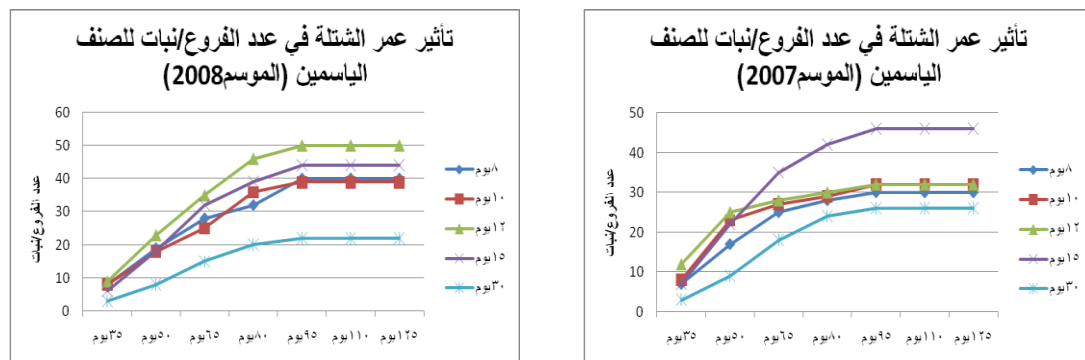 تأثير عمر الشتلة في عدد الفروع/نبات للصنف
الياسمين (الموسم2007)
عدد الفروع/نبات
50
40
30
20
10
0
٣٥يوم ٥٠يوم ٦٥يوم ٨٠يوم ٩٥يوم ١١٠يوم ١٢٥يوم
٨يوم
١٠يوم
١٢يوم
١٥يوم
٣٠يوم
تأثير عمر الشتلة في عدد الفروع/نبات للصنف
الياسمين (الموسم2008)
عدد الفروع/نبات
60
50
40
30
20
10
0
٣٥يوم ٥٠يوم ٦٥يوم ٨٠يوم ٩٥يوم ١١٠يوم ١٢٥يوم
٨يوم
١٠يوم
١٢يوم
١٥يوم
٣٠يوم